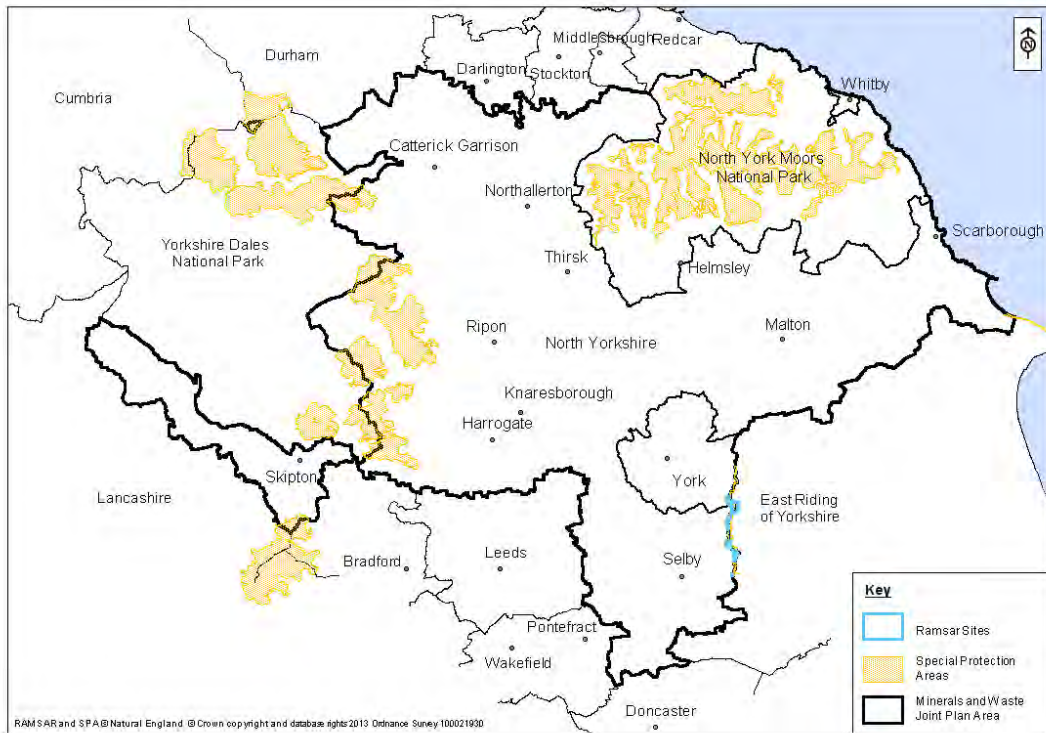 Durham
Middlesbrough
Redcar
Darlington
Stockton
Cumbria
N
Whitby
Catterick Garrison
North York Moors
National Park
Northallerton
Yorkshire Dales
National Park
Scarborough
Thirsk
Helmsley
Ripon
North Yorkshire
Malton
Knaresborough
Harrogate
Skipton
York
Lancashire
East Riding
of Yorkshire
Bradford
Leeds
Selby
Pontefract
Wakefield
Doncaster
Key
Ramsar Sites
Special Protection
Areas
Minerals and Waste
Joint Plan Area
RAMSAR and SPA © Natural England © Crown copyright and database rights 2013 Ordnance Survey 100021930